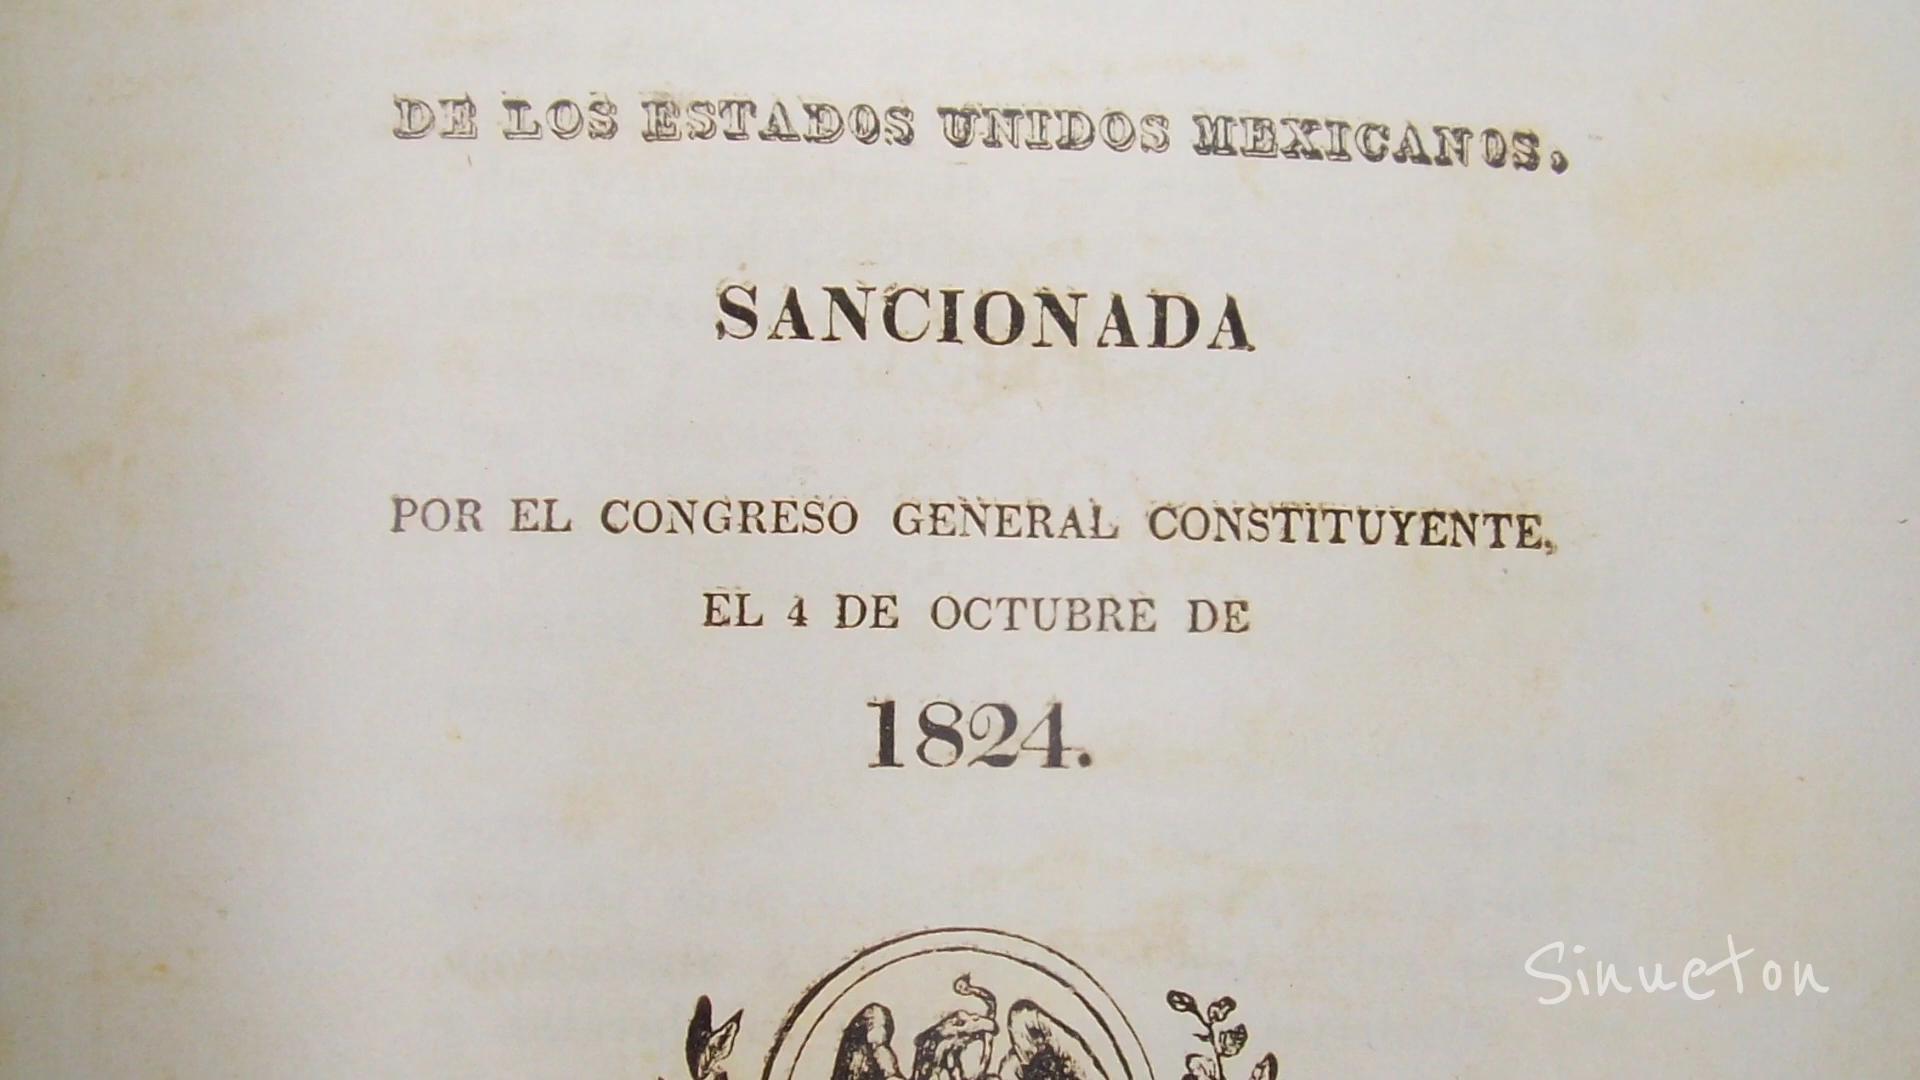 DE LOS ESTADOS UNIDOS MEXICANOS,
SANCIONADA
POR EL CONGRESO GENERAL CONSTITUYENTE,
EL 4 DE OCTUBRE DE
1824.
Sinueton